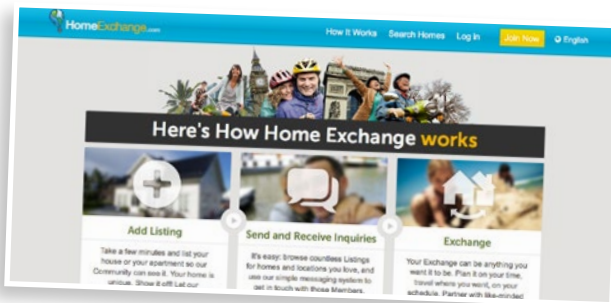 HomeExchange.com
How It Works Search Homes Log In Join Now English
Here's How Home Exchange works
Add Listing
Take a few minutes and list your
house or your apartment so our
Community can see it. Your home is
unique. Show it off! Let our
Send and Receive Inquiries
It's easy: browse countless Listings
for homes and locations you love, and
use our simple messaging system to
get in touch with those Members.
Exchange
Your Exchange can be anything you
want it to be. Plan it on your time,
travel where you want, on your
schedule. Partner with like-minded